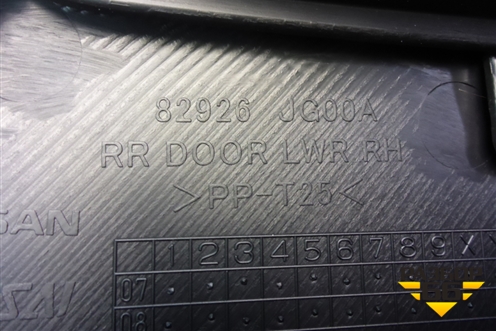 82926 JG00A
RR DOOR LWR RH
>PP-T25<
1 2 3 4 5 6 7 8 9 X
07
08